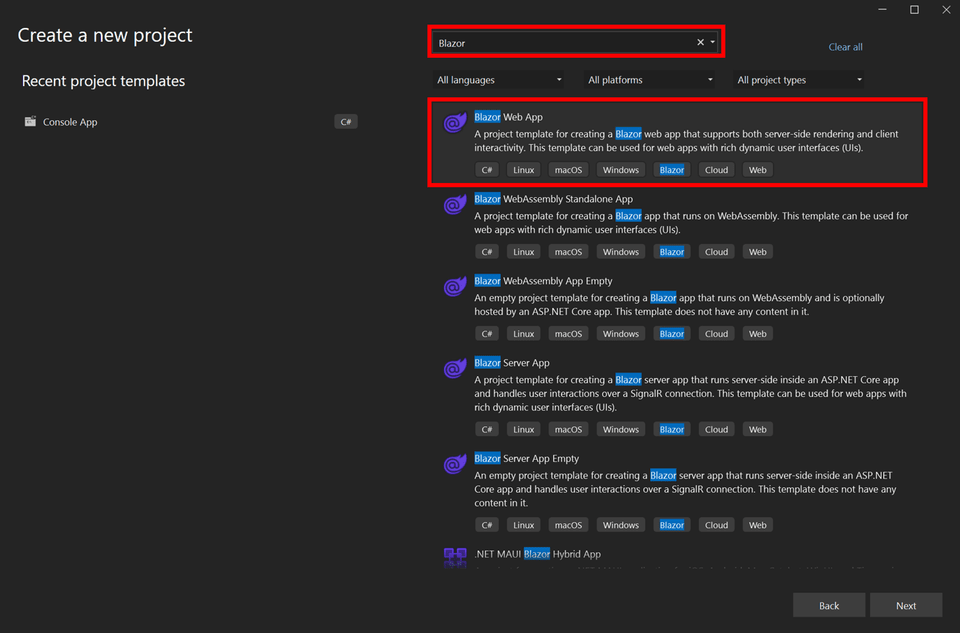 Create a new project
Recent project templates
Console App
C#
Blazor
Clear all
All languages
All platforms
All project types
Blazor Web App
A project template for creating a Blazor web app that supports both server-side rendering and client
interactivity. This template can be used for web apps with rich dynamic user interfaces (UIs).
C# Linux macOS Windows Blazor Cloud Web
Blazor WebAssembly Standalone App
A project template for creating a Blazor app that runs on WebAssembly. This template can be used for
web apps with rich dynamic user interfaces (UIs).
C# Linux macOS Windows Blazor Cloud Web
Blazor WebAssembly App Empty
An empty project template for creating a Blazor app that runs on WebAssembly and is optionally
hosted by an ASP.NET Core app. This template does not have any content in it.
C# Linux macOS Windows Blazor Cloud Web
Blazor Server App
A project template for creating a Blazor server app that runs server-side inside an ASP.NET Core app
and handles user interactions over a SignalR connection. This template can be used for web apps with
rich dynamic user interfaces (UIs).
C# Linux macOS Windows Blazor Cloud Web
Blazor Server App Empty
An empty project template for creating a Blazor server app that runs server-side inside an ASP.NET
Core app and handles user interactions over a SignalR connection. This template does not have any
content in it.
C# Linux macOS Windows Blazor Cloud Web
.NET MAUI Blazor Hybrid App
Back
Next